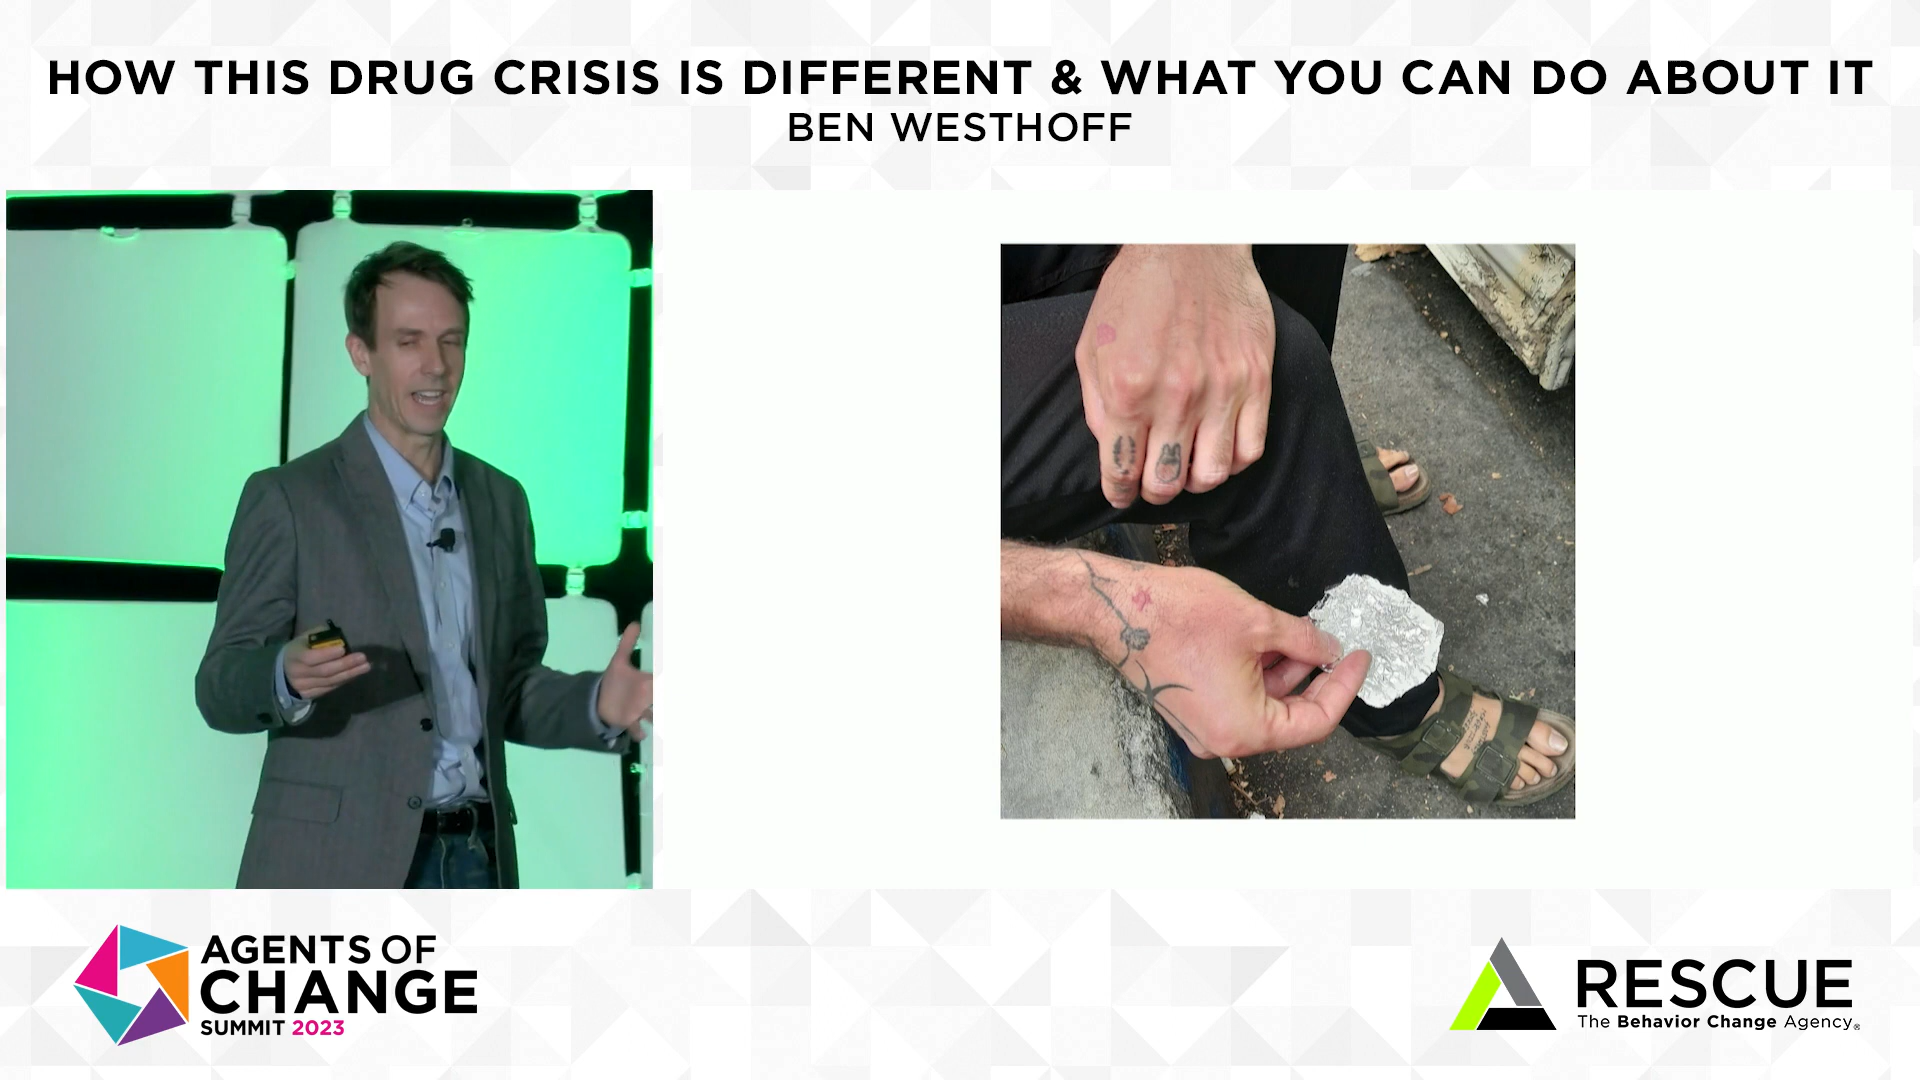 HOW THIS DRUG CRISIS IS DIFFERENT & WHAT YOU CAN DO ABOUT IT
BEN WESTHOFF
AGENTS OF
CHANGE
SUMMIT 2023
RESCUE
The Behavior Change Agency®